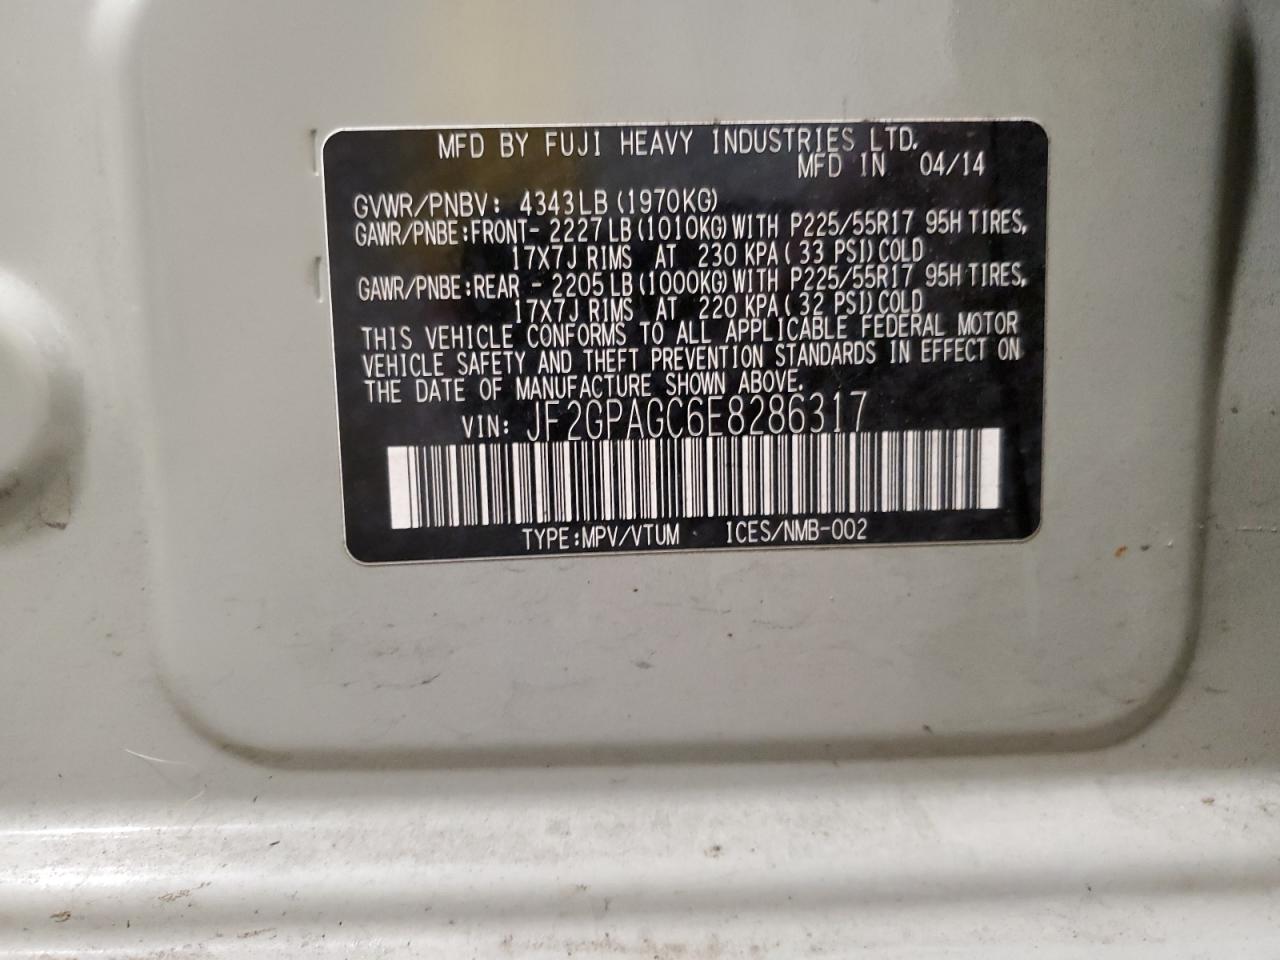 MFD BY FUJI HEAVY INDUSTRIES LTD.
MFD IN 04/14
GVWR/PNBV: 4343LB (1970KG)
GAWR/PNBE:FRONT- 2227LB (1010KG) WITH P225/55R17 95H TIRES,
17X7J RIMS AT 230 KPA( 33 PSI) COLD
GAWR/PNBE:REAR - 2205LB (1000KG) WITH P225/55R17 95H TIRES,
17X7J RIMS AT 220 KPA( 32 PSI) COLD
THIS VEHICLE CONFORMS TO ALL APPLICABLE FEDERAL MOTOR
VEHICLE SAFETY AND THEFT PREVENTION STANDARDS IN EFFECT ON
THE DATE OF MANUFACTURE SHOWN ABOVE.
VIN: JF2GPAGC6E8286317
TYPE:MPV/VTUM ICES/NMB-002